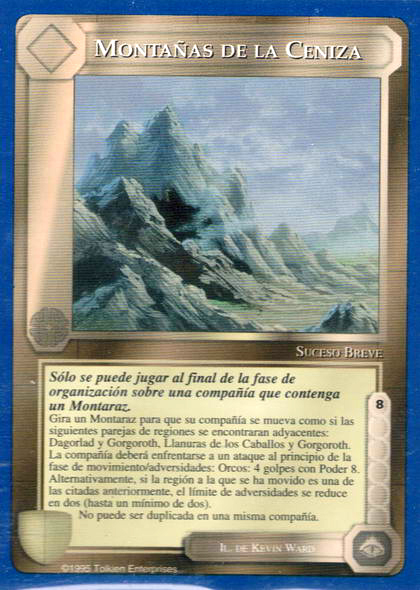 Montañas de la Ceniza
Suceso Breve
Sólo se puede jugar al final de la fase de
organización sobre una compañía que contenga
un Montaraz.
8
Gira un Montaraz para que su compañía se mueva como si las
siguientes parejas de regiones se encontraran adyacentes:
Dagorlad y Gorgoroth, Llanuras de los Caballos y Gorgoroth.
La compañía deberá enfrentarse a un ataque al principio de la
fase de movimiento/adversidades: Orcos: 4 golpes con Poder 8.
Alternativamente, si la región a la que se ha movido es una de
las citadas anteriormente, el límite de adversidades se reduce
en dos (hasta un mínimo de dos).
No puede ser duplicada en una misma compañía.
Il. de Kevin Ward
©1995 Tolkien Enterprises